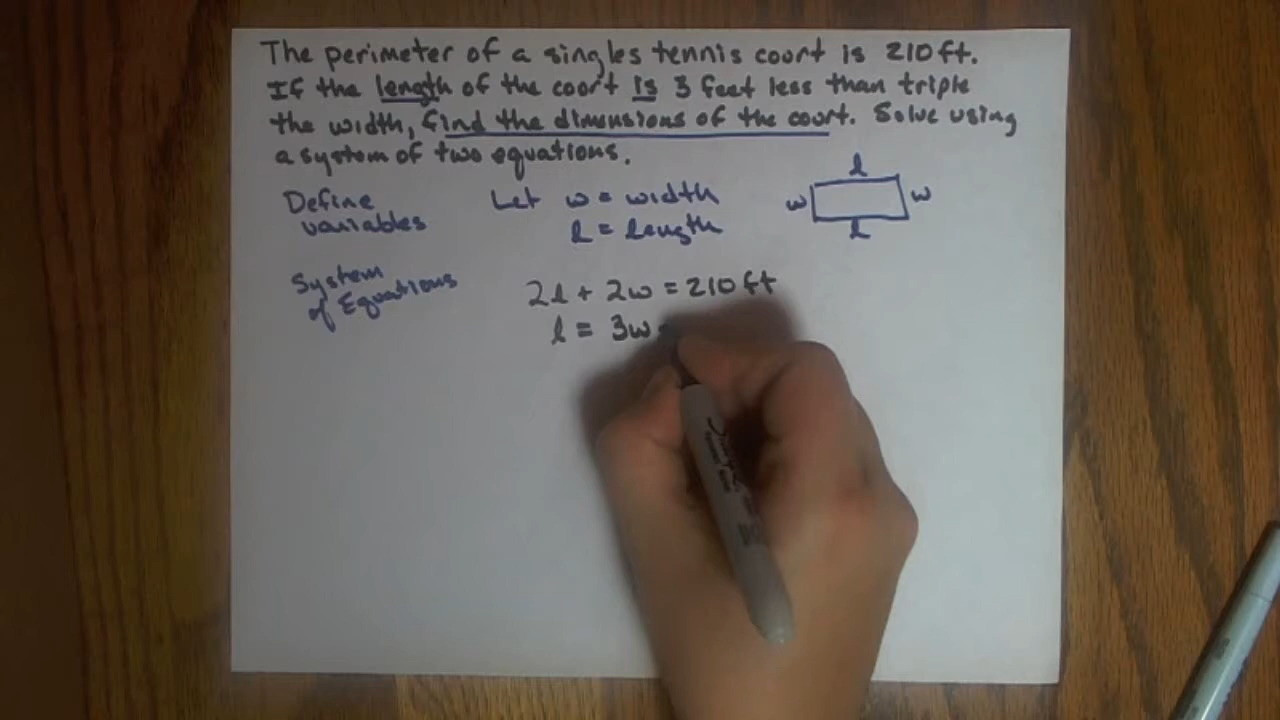 The perimeter of a singles tennis court is 210 ft.
If the length of the court is 3 feet less than triple
the width, find the dimensions of the court. Solve using
a system of two equations.
Define
variables
Let w = width
l = length
l
w
w
l
System
of Equations
2l + 2w = 210 ft
l = 3w